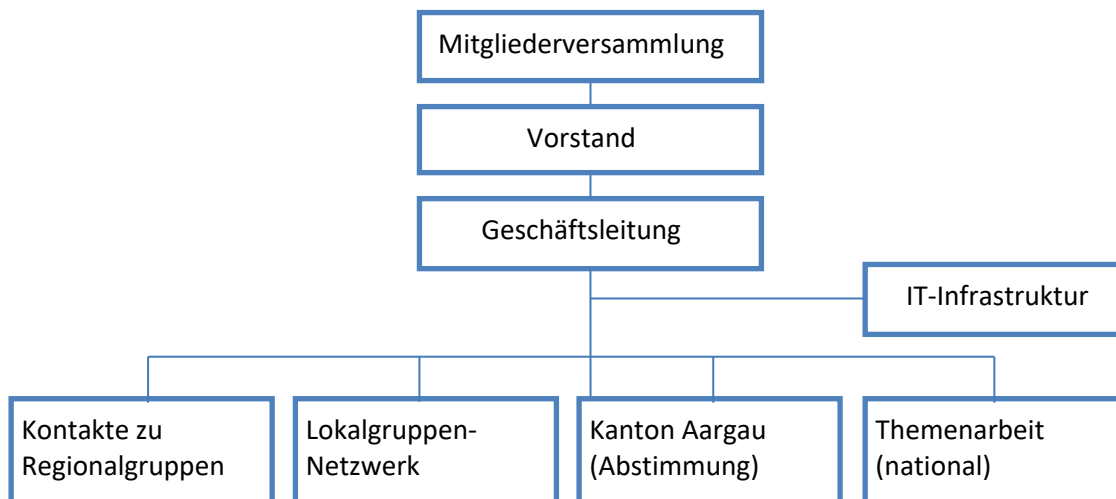 Mitgliederversammlung
Vorstand
Geschäftsleitung
IT-Infrastruktur
Kontakte zu
Regionalgruppen
Lokalgruppen-
Netzwerk
Kanton Aargau
(Abstimmung)
Themenarbeit
(national)